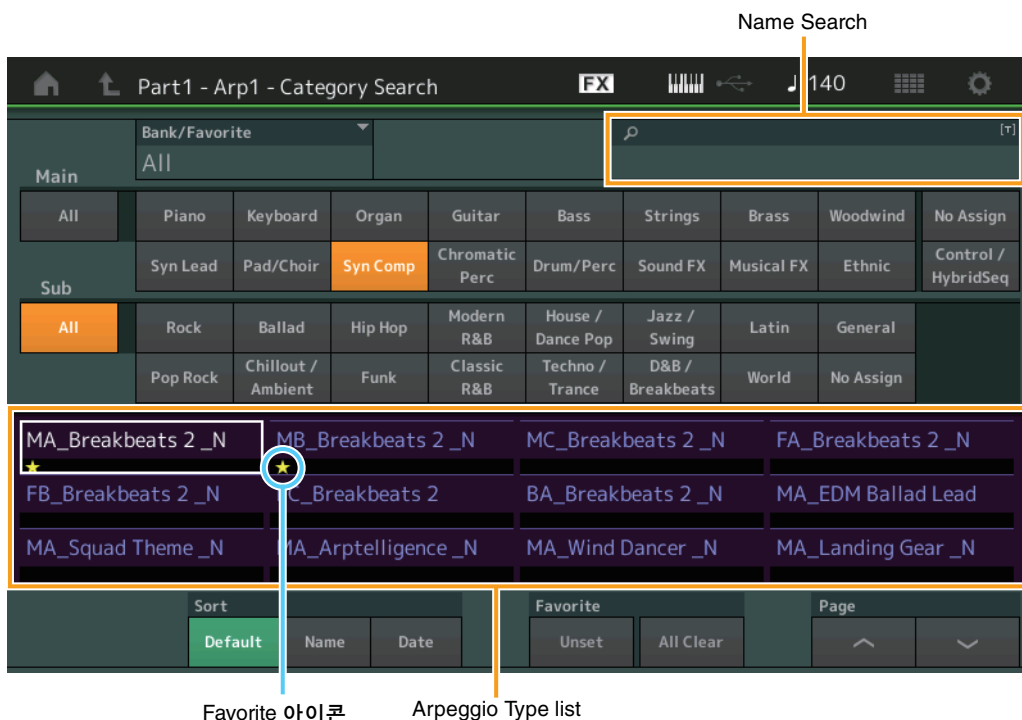 Name Search
Part1 - Arp1 - Category Search FX 140
Bank/Favorite
All
[T]
Main
All Piano Keyboard Organ Guitar Bass Strings Brass Woodwind No Assign
Syn Lead Pad/Choir Syn Comp Chromatic Perc Drum/Perc Sound FX Musical FX Ethnic Control / HybridSeq
Sub
All Rock Ballad Hip Hop Modern R&B House / Dance Pop Jazz / Swing Latin General
Pop Rock Chillout / Ambient Funk Classic R&B Techno / Trance D&B / Breakbeats World No Assign
MA_Breakbeats 2 _N MB_Breakbeats 2 _N MC_Breakbeats 2 _N FA_Breakbeats 2 _N
FB_Breakbeats 2 _N C_Breakbeats 2 BA_Breakbeats 2 _N MA_EDM Ballad Lead
MA_Squad Theme _N MA_Arptelligence _N MA_Wind Dancer _N MA_Landing Gear _N
Sort Favorite Page
Default Name Date Unset All Clear
Favorite 아이콘 Arpeggio Type list